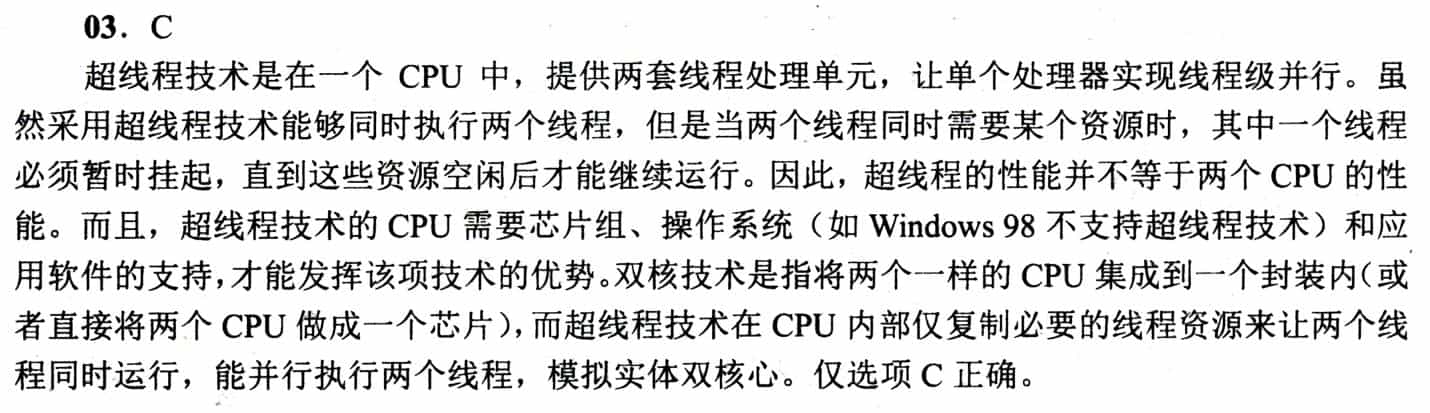 03. C
超线程技术是在一个 CPU 中，提供两套线程处理单元，让单个处理器实现线程级并行。虽
然采用超线程技术能够同时执行两个线程，但是当两个线程同时需要某个资源时，其中一个线程
必须暂时挂起，直到这些资源空闲后才能继续运行。因此，超线程的性能并不等于两个 CPU 的性
能。而且，超线程技术的 CPU 需要芯片组、操作系统（如 Windows 98 不支持超线程技术）和应
用软件的支持，才能发挥该项技术的优势。双核技术是指将两个一样的 CPU 集成到一个封装内（或
者直接将两个 CPU 做成一个芯片），而超线程技术在 CPU 内部仅复制必要的线程资源来让两个线
程同时运行，能并行执行两个线程，模拟实体双核心。仅选项 C 正确。